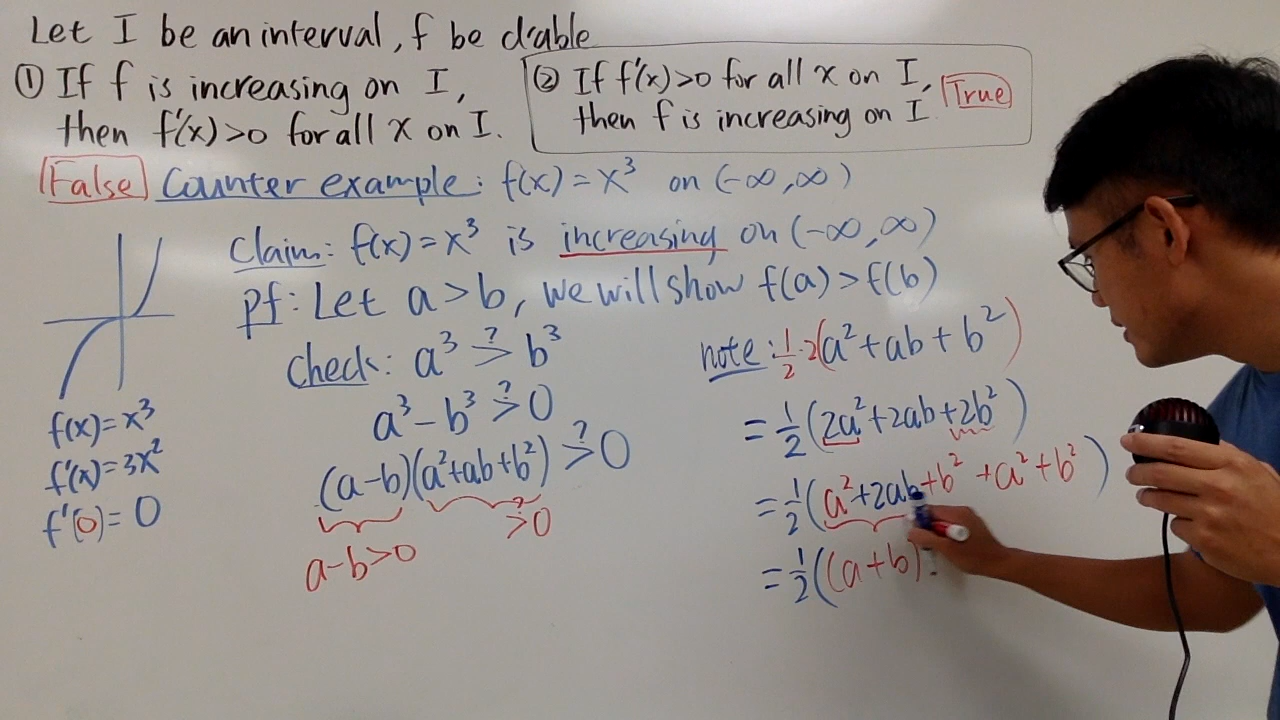 Let I be an interval, f be d'able
① If f is increasing on I,
then f'(x)>0 for all x on I.
② If f'(x)>0 for all x on I,
then f is increasing on I.
True
False Counter example: f(x)=x³ on (-∞,∞)
Claim: f(x)=x³ is increasing on (-∞,∞)
pf: Let a>b, we will show f(a)>f(b)
check: a³ >? b³
a³-b³ >? 0
(a-b)(a²+ab+b²) >? 0
a-b>0
>? 0
f(x)=x³
f'(x)=3x²
f'(0)=0
note: ½·2(a²+ab+b²)
=½(2a²+2ab+2b²)
=½(a²+2ab+b²+a²+b²)
=½((a+b)